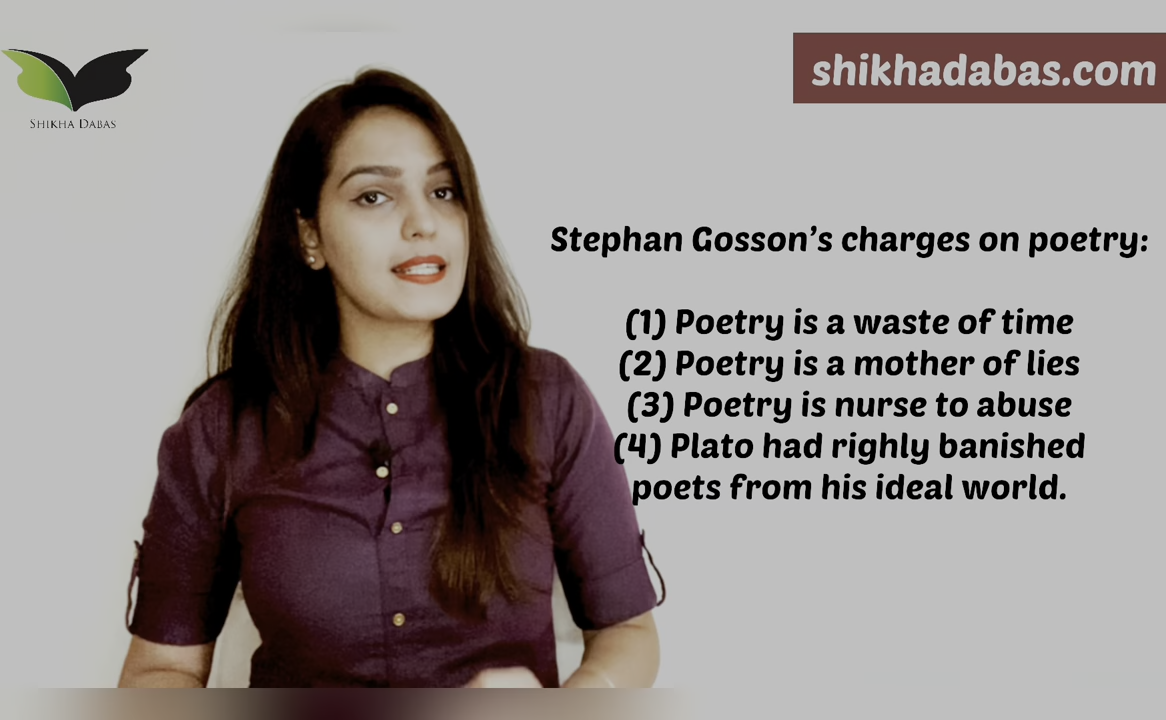 SHIKHA DABAS
shikhadabas.com
Stephan Gosson's charges on poetry:
(1) Poetry is a waste of time
(2) Poetry is a mother of lies
(3) Poetry is nurse to abuse
(4) Plato had righly banished
poets from his ideal world.